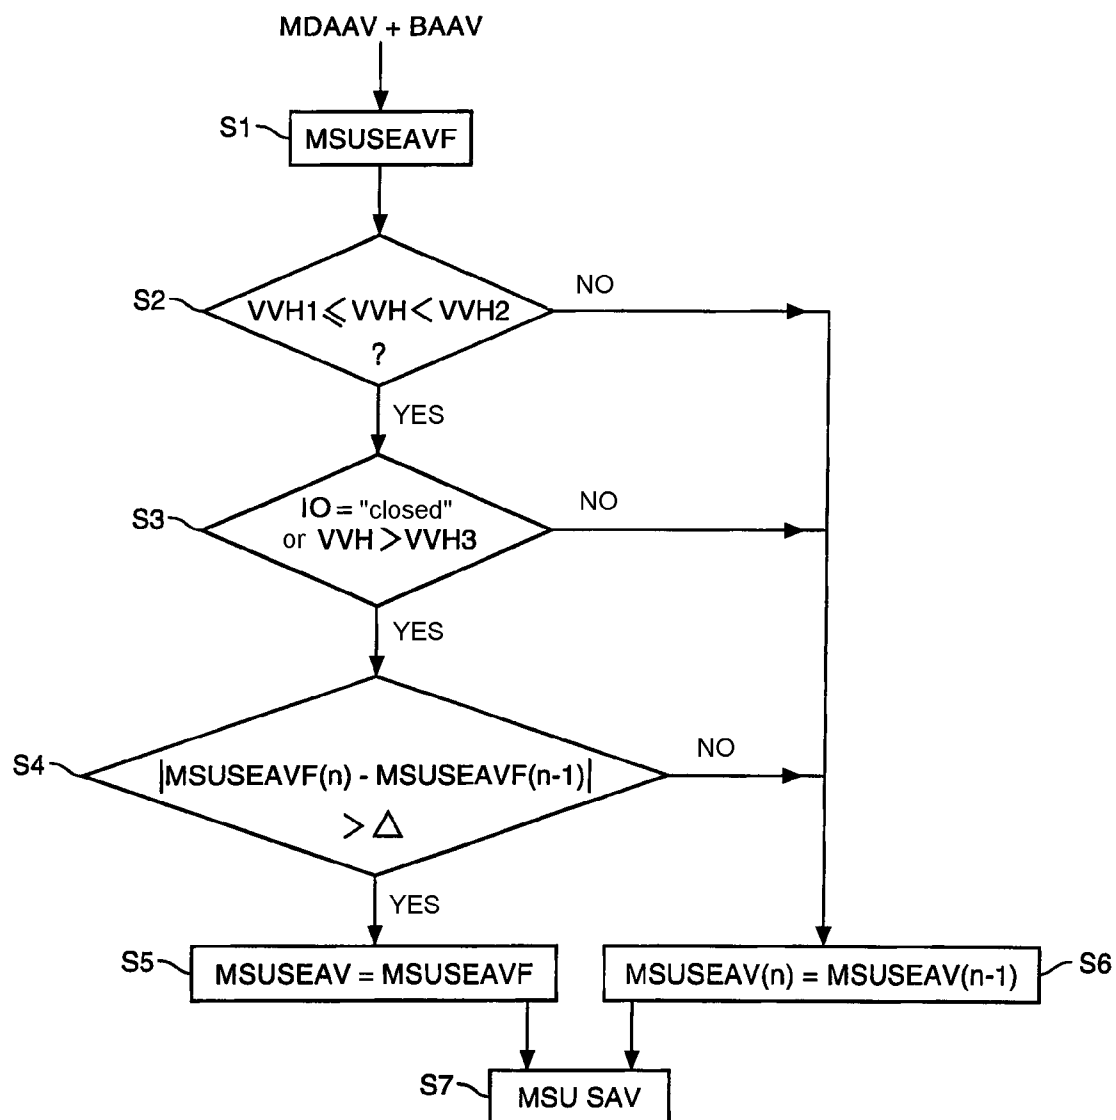 MDAAV + BAAV
S1
MSUSEAVF
S2
VVH1 ⩽ VVH < VVH2
?
NO
YES
S3
IO = "closed"
or VVH > VVH3
NO
YES
S4
|MSUSEAVF(n) - MSUSEAVF(n-1)|
> △
NO
YES
S5
MSUSEAV = MSUSEAVF
MSUSEAV(n) = MSUSEAV(n-1)
S6
S7
MSU SAV